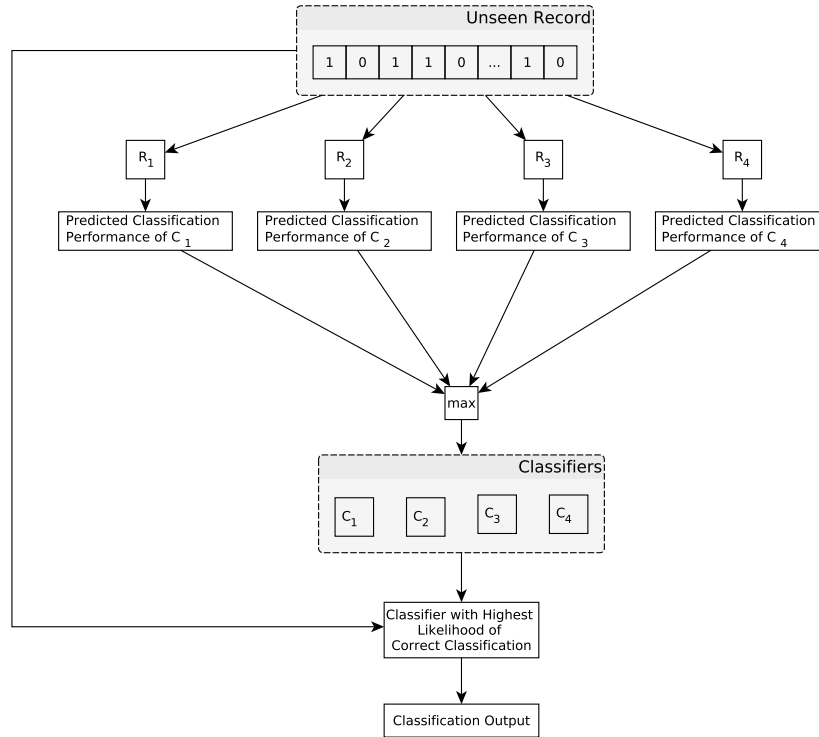 Unseen Record
1 0 1 1 0 ... 1 0
R1 R2 R3 R4
Predicted Classification
Performance of C 1
Predicted Classification
Performance of C 2
Predicted Classification
Performance of C 3
Predicted Classification
Performance of C 4
max
Classifiers
C1 C2 C3 C4
Classifier with Highest
Likelihood of
Correct Classification
Classification Output